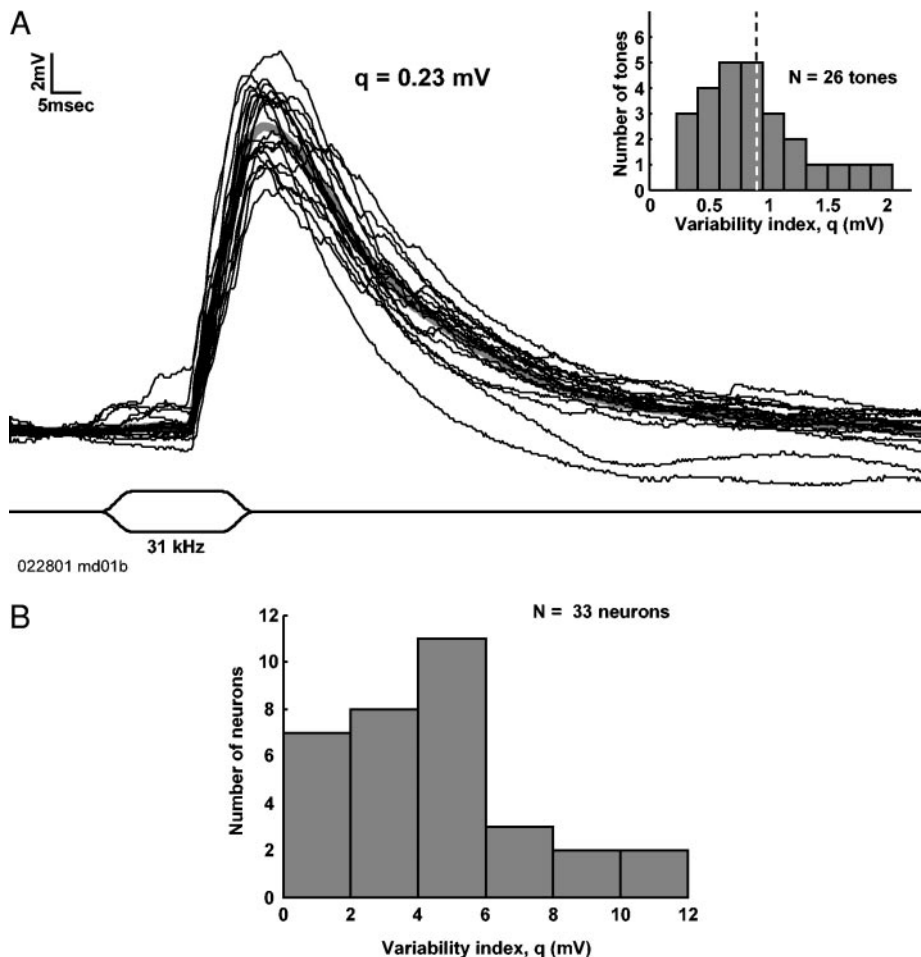 A
2mV
5msec
q = 0.23 mV
Number of tones
6
5
4
3
2
1
0
N = 26 tones
0 0.5 1 1.5 2
Variability index, q (mV)
31 kHz
022801 md01b
B
N = 33 neurons
Number of neurons
12
10
8
6
4
2
0
0 2 4 6 8 10 12
Variability index, q (mV)